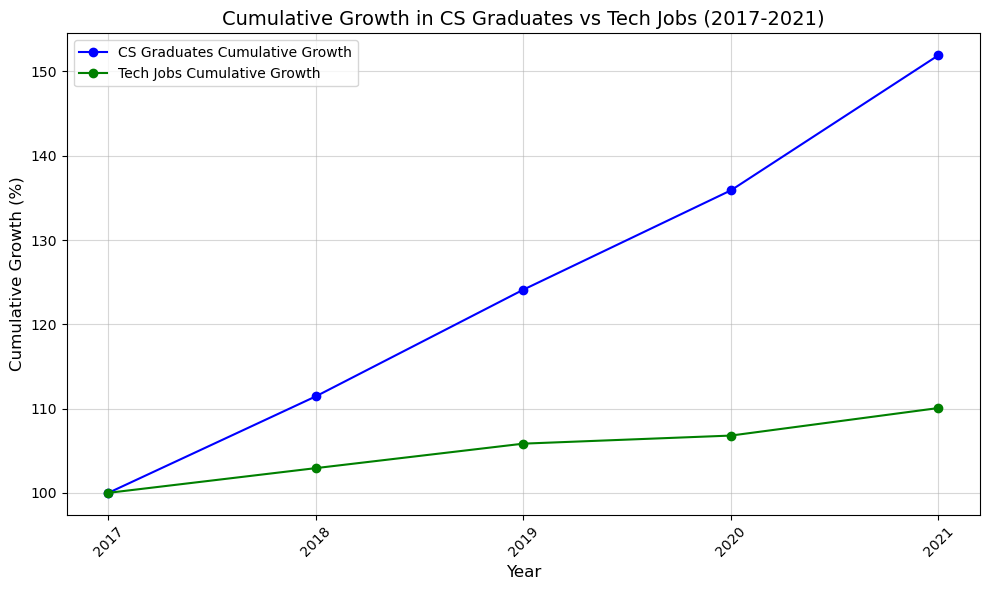 Cumulative Growth in CS Graduates vs Tech Jobs (2017-2021)
CS Graduates Cumulative Growth
Tech Jobs Cumulative Growth
Cumulative Growth (%)
150
140
130
120
110
100
2017
2018
2019
2020
2021
Year